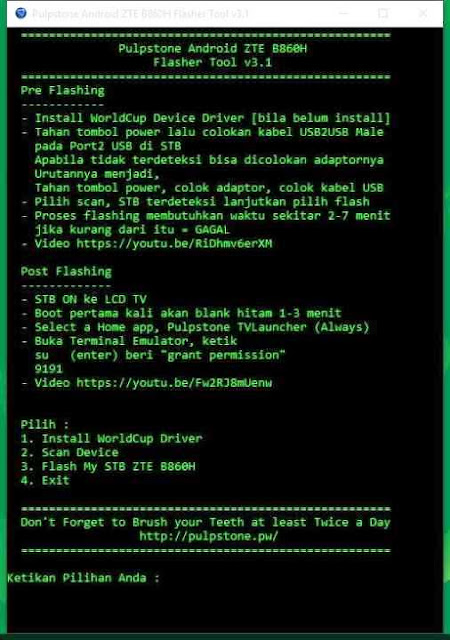 Pulpstone Android ZTE B860H Flasher Tool v3.1
==================================================
Pulpstone Android ZTE B860H
Flasher Tool v3.1
==================================================
Pre Flashing
------------
- Install WorldCup Device Driver [bila belum install]
- Tahan tombol power lalu colokan kabel USB2USB Male
pada Port2 USB di STB
Apabila tidak terdeteksi bisa dicolokan adaptornya
Urutannya menjadi,
Tahan tombol power, colok adaptor, colok kabel USB
- Pilih scan, STB terdeteksi lanjutkan pilih flash
- Proses flashing membutuhkan waktu sekitar 2-7 menit
jika kurang dari itu = GAGAL
- Video https://youtu.be/RiDhmv6erXM
Post Flashing
-------------
- STB ON ke LCD TV
- Boot pertama kali akan blank hitam 1-3 menit
- Select a Home app, Pulpstone TVLauncher (Always)
- Buka Terminal Emulator, ketik
su (enter) beri "grant permission"
9191
- Video https://youtu.be/Fw2RJ8mUenw
Pilih :
1. Install WorldCup Driver
2. Scan Device
3. Flash My STB ZTE B860H
4. Exit
==================================================
Don't Forget to Brush your Teeth at least Twice a Day
http://pulpstone.pw/
==================================================
Ketikan Pilihan Anda :